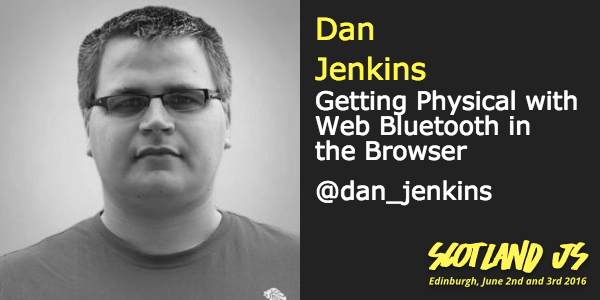 Dan
Jenkins
Getting Physical with
Web Bluetooth in
the Browser
@dan_jenkins
SCOTLAND JS
Edinburgh, June 2nd and 3rd 2016